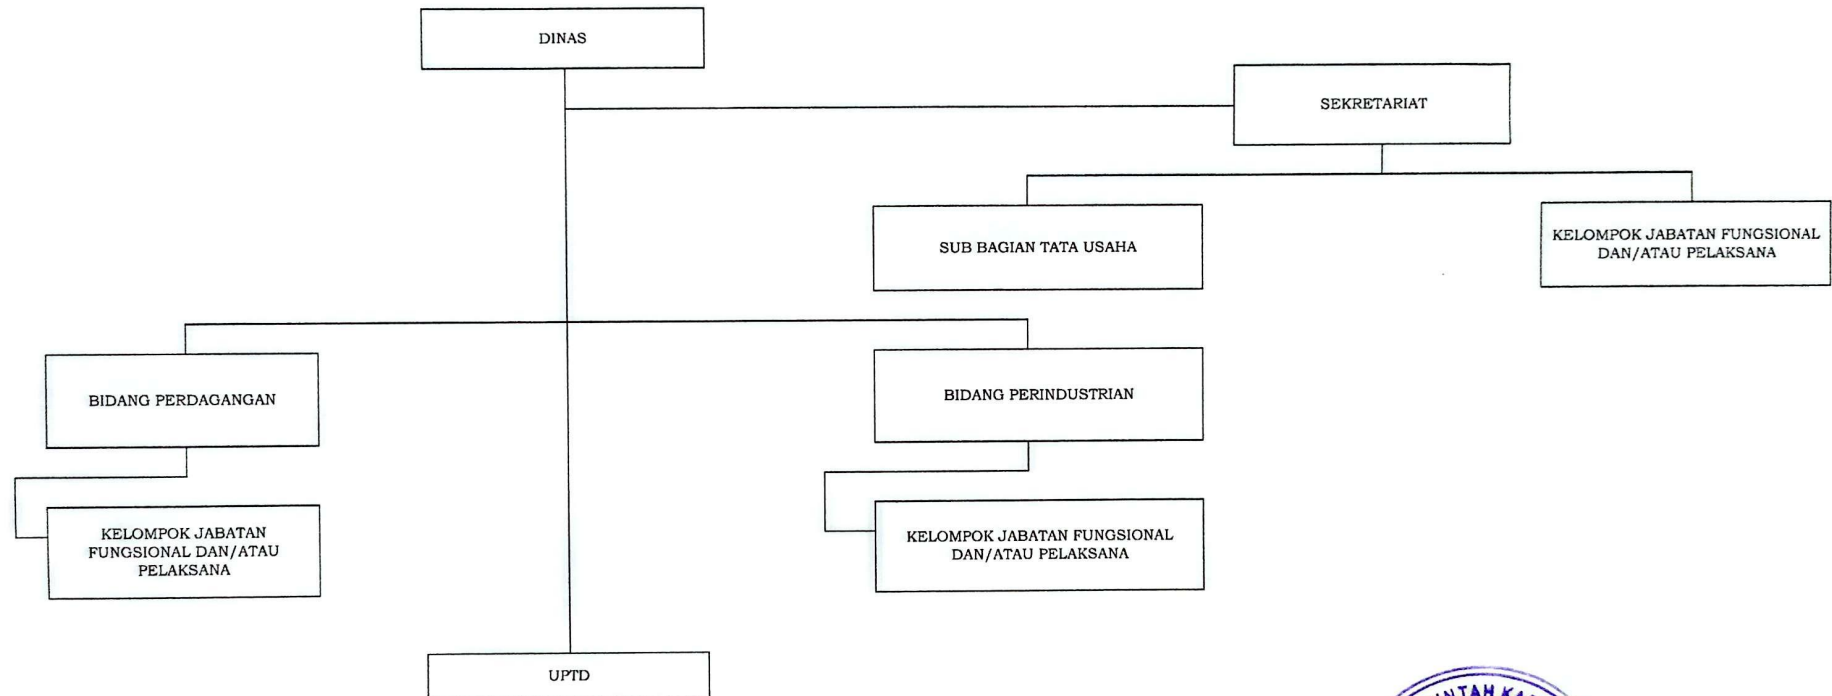 DINAS
SEKRETARIAT
SUB BAGIAN TATA USAHA
KELOMPOK JABATAN FUNGSIONAL
DAN/ATAU PELAKSANA
BIDANG PERDAGANGAN
BIDANG PERINDUSTRIAN
KELOMPOK JABATAN
FUNGSIONAL DAN/ATAU
PELAKSANA
KELOMPOK JABATAN FUNGSIONAL
DAN/ATAU PELAKSANA
UPTD